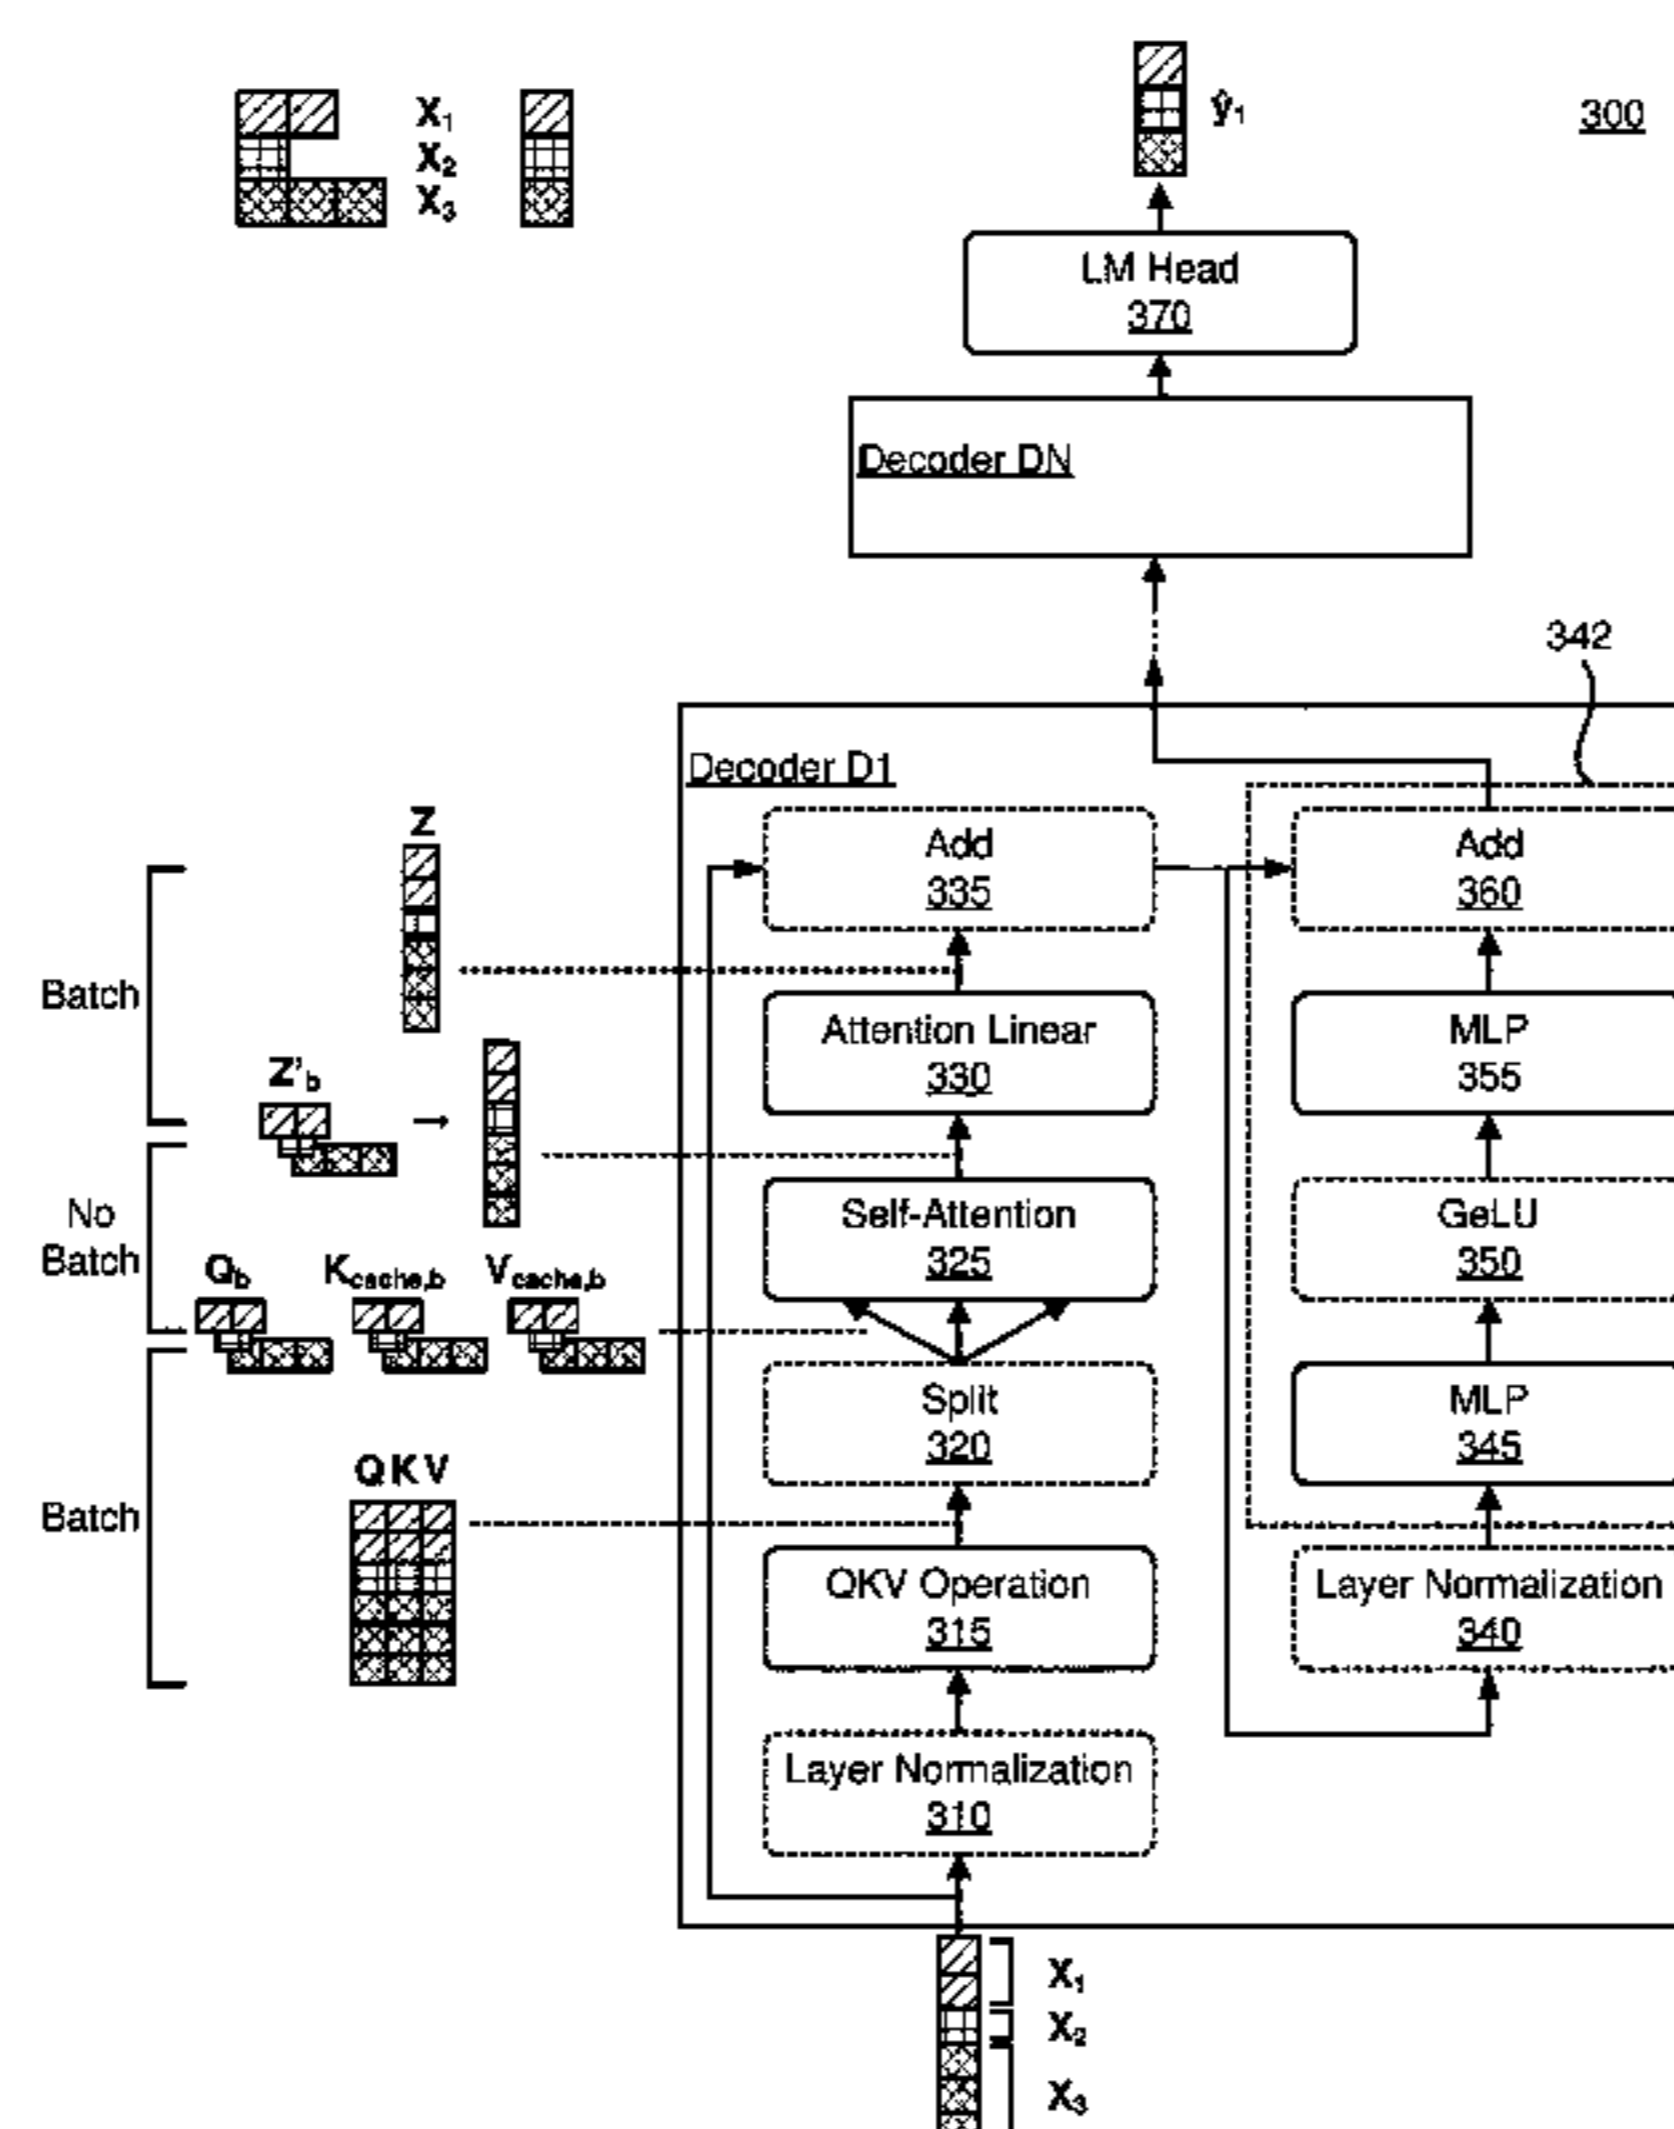 X₁
X₂
X₃
ŷ₁
300
LM Head
370
Decoder DN
342
Decoder D1
Z
Add
335
Add
360
Batch
Attention Linear
330
MLP
355
Z'b
No
Batch
Self-Attention
325
GeLU
350
Qb
Kcache,b
Vcache,b
Split
320
MLP
345
QKV
Batch
QKV Operation
315
Layer Normalization
340
Layer Normalization
310
X₁
X₂
X₃